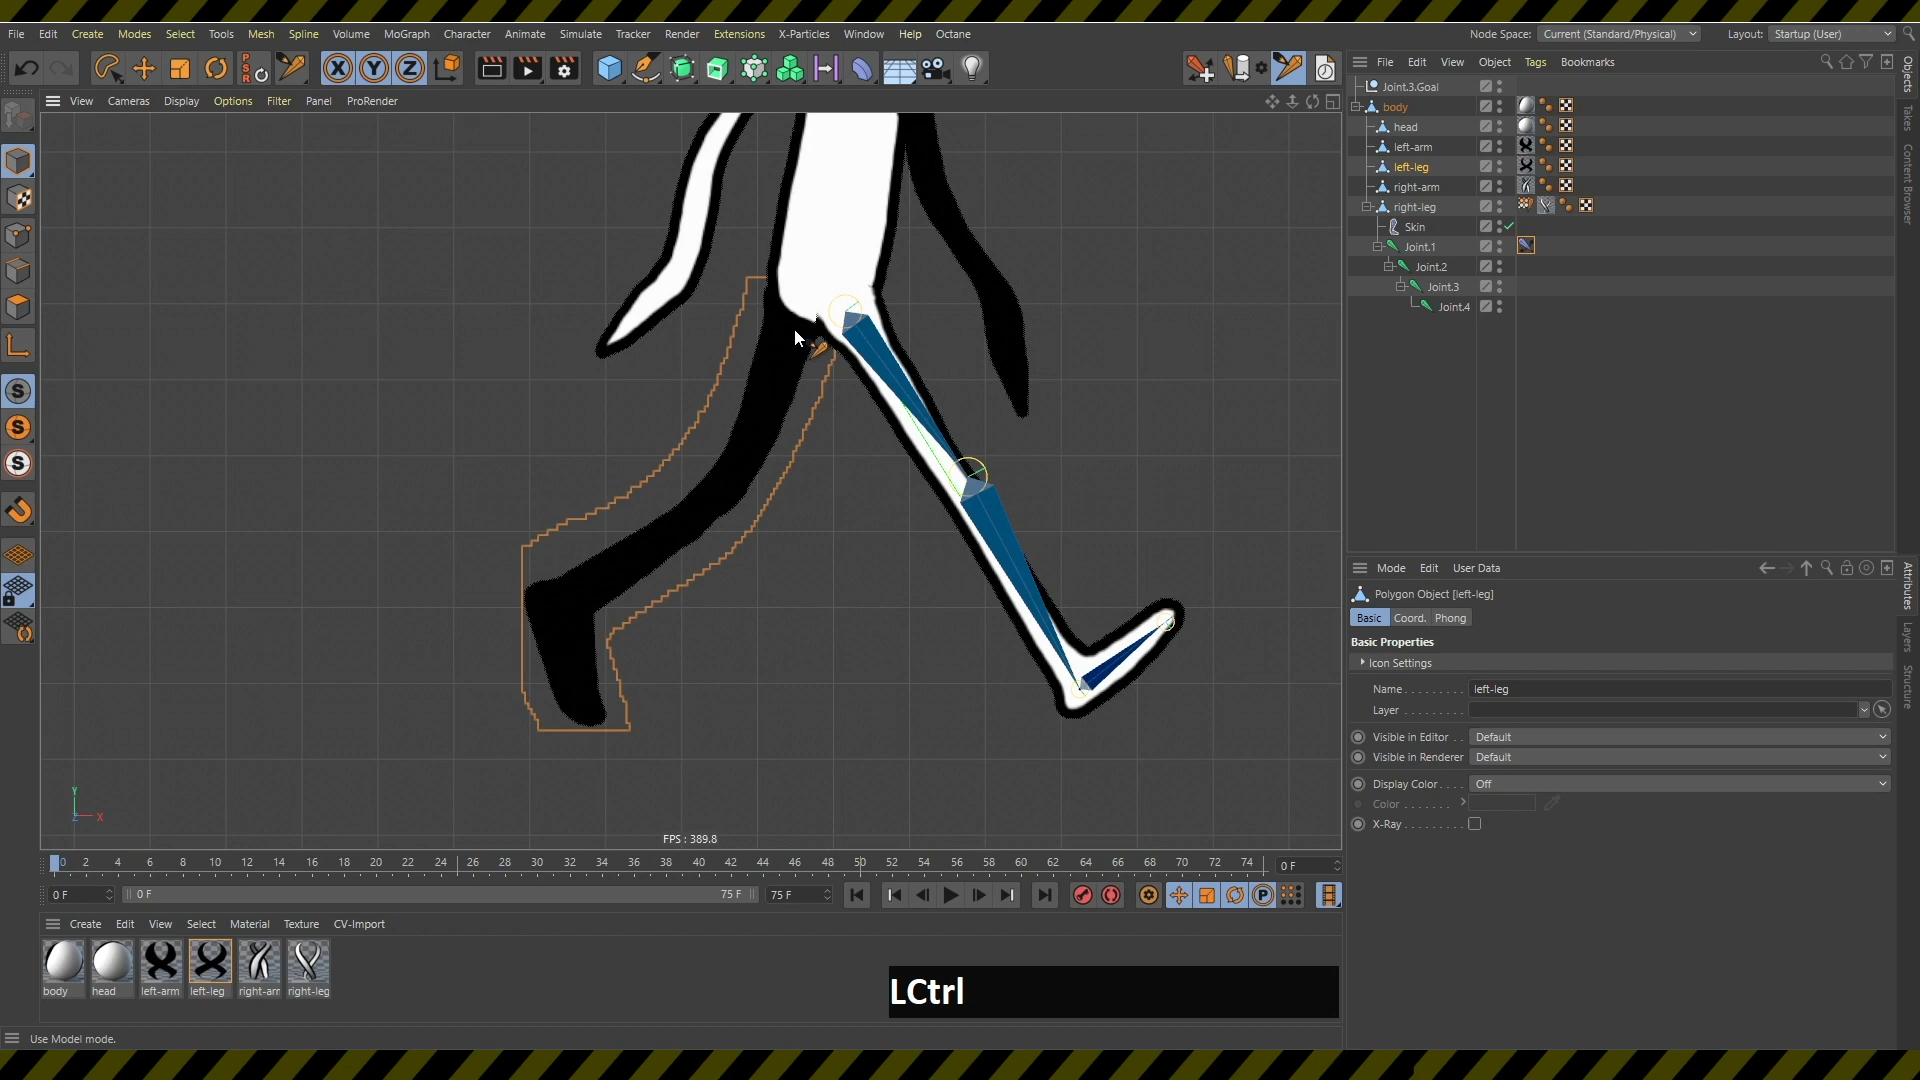 File Edit Create Modes Select Tools Mesh Spline Volume MoGraph Character Animate Simulate Tracker Render Extensions X-Particles Window Help Octane
Node Space: Current (Standard/Physical) Layout: Startup (User)
P S R
X Y Z
File Edit View Object Tags Bookmarks
View Cameras Display Options Filter Panel ProRender
Joint.3.Goal
body
head
left-arm
left-leg
right-arm
right-leg
Skin
Joint.1
Joint.2
Joint.3
Joint.4
Objects
Takes
Content Browser
S
S
S
Mode Edit User Data
Polygon Object [left-leg]
Basic Coord. Phong
Basic Properties
Icon Settings
Name left-leg
Layer
Visible in Editor Default
Visible in Renderer Default
Display Color Off
Color
X-Ray
Attributes
Layers
Structure
Y
Z X
FPS : 389.8
0 2 4 6 8 10 12 14 16 18 20 22 24 26 28 30 32 34 36 38 40 42 44 46 48 50 52 54 56 58 60 62 64 66 68 70 72 74 0 F
0 F 0 F 75 F 75 F P
Create Edit View Select Material Texture CV-Import
body head left-arm left-leg right-arm right-leg
LCtrl
Use Model mode.